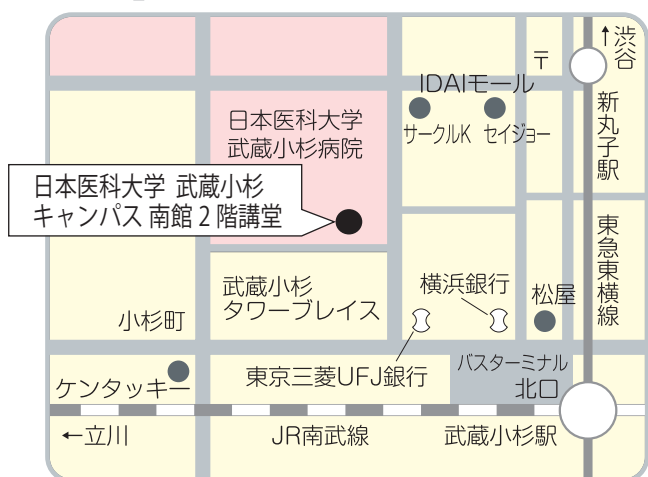 ↑渋谷
〒
IDAIモール
新丸子駅
日本医科大学
武蔵小杉病院
サークルK セイジョー
日本医科大学 武蔵小杉
キャンパス 南館2階講堂
東急東横線
武蔵小杉
タワープレイス
横浜銀行
松屋
小杉町
バスターミナル
北口
東京三菱UFJ銀行
ケンタッキー
←立川
JR南武線
武蔵小杉駅